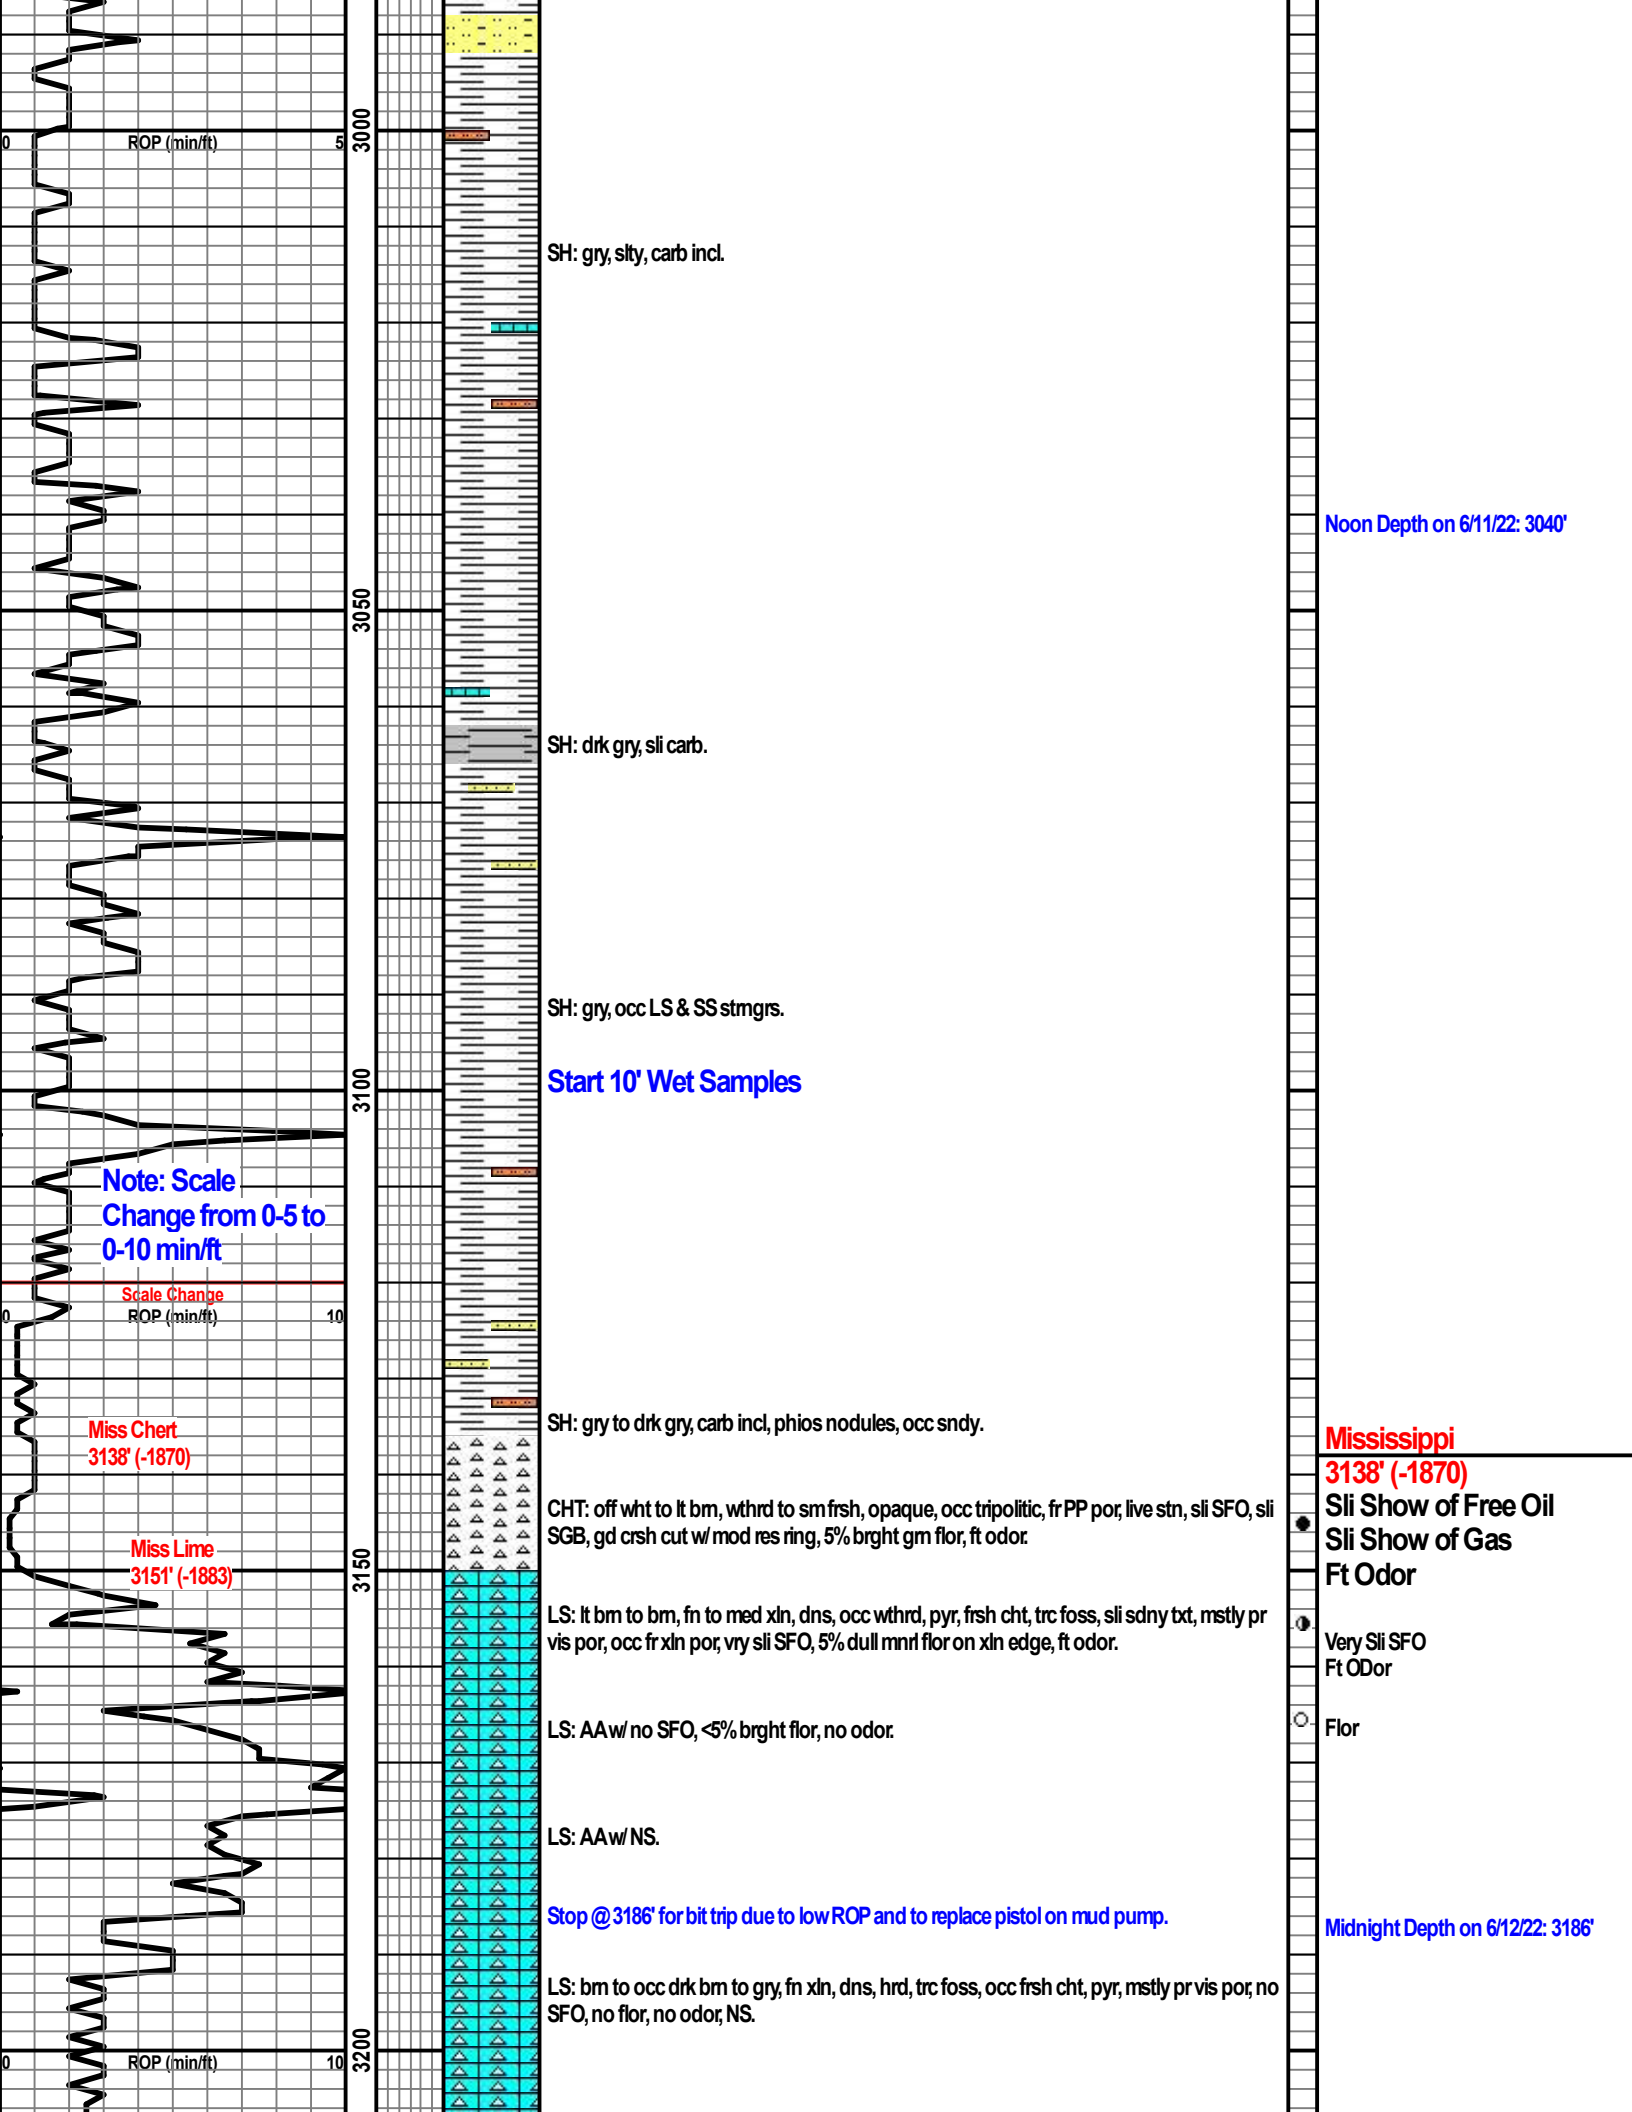 3000
0 ROP (min/ft) 5
SH: gry, slty, carb incl.
Noon Depth on 6/11/22: 3040'
3050
SH: drk gry, sli carb.
SH: gry, occ LS & SS strngrs.
3100
Start 10' Wet Samples
Note: Scale
Change from 0-5 to
0-10 min/ft
Scale Change
0 ROP (min/ft) 10
Miss Chert
3138' (-1870)
SH: gry to drk gry, carb incl, phios nodules, occ sndy.
Mississippi
3138' (-1870)
Sli Show of Free Oil
Sli Show of Gas
Ft Odor
CHT: off wht to lt brn, wthrd to sm frsh, opaque, occ tripolitic, fr PP por, live stn, sli SFO, sli
SGB, gd crsh cut w/ mod res ring, 5% brght grn flor, ft odor.
Miss Lime
3151' (-1883)
3150
LS: lt brn to brn, fn to med xln, dns, occ wthrd, pyr, frsh cht, trc foss, sli sdny txt, mstly pr
vis por, occ fr xln por, vry sli SFO, 5% dull mnrl flor on xln edge, ft odor.
Very Sli SFO
Ft ODor
LS: AA w/ no SFO, <5% brght flor, no odor.
Flor
LS: AA w/ NS.
Stop @ 3186' for bit trip due to low ROP and to replace pistol on mud pump.
Midnight Depth on 6/12/22: 3186'
LS: brn to occ drk brn to gry, fn xln, dns, hrd, trc foss, occ frsh cht, pyr, mstly pr vis por, no
SFO, no flor, no odor, NS.
3200
0 ROP (min/ft) 10